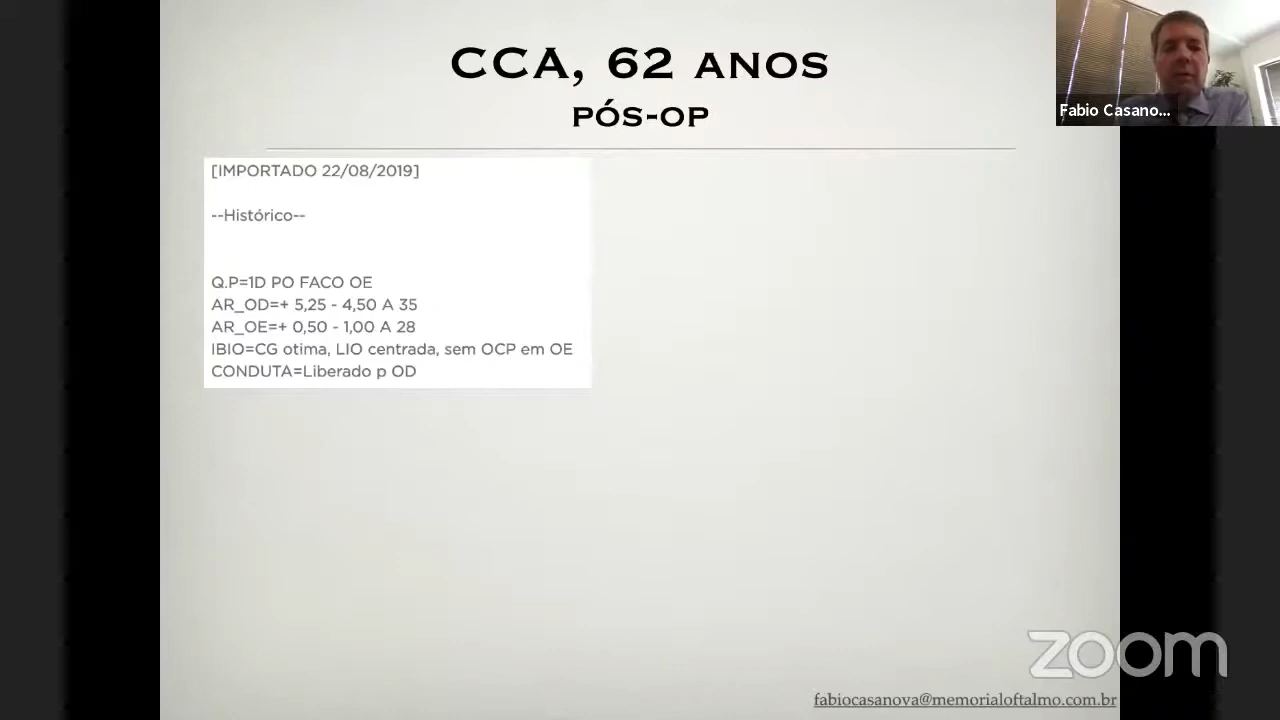 CCA, 62 ANOS
PÓS-OP
Fabio Casano...
[IMPORTADO 22/08/2019]
--Histórico--
Q.P=1D PO FACO OE
AR_OD=+ 5,25 - 4,50 A 35
AR_OE=+ 0,50 - 1,00 A 28
IBIO=CG otima, LIO centrada, sem OCP em OE
CONDUTA=Liberado p OD
zoom
fabiocasanova@memorialoftalmo.com.br